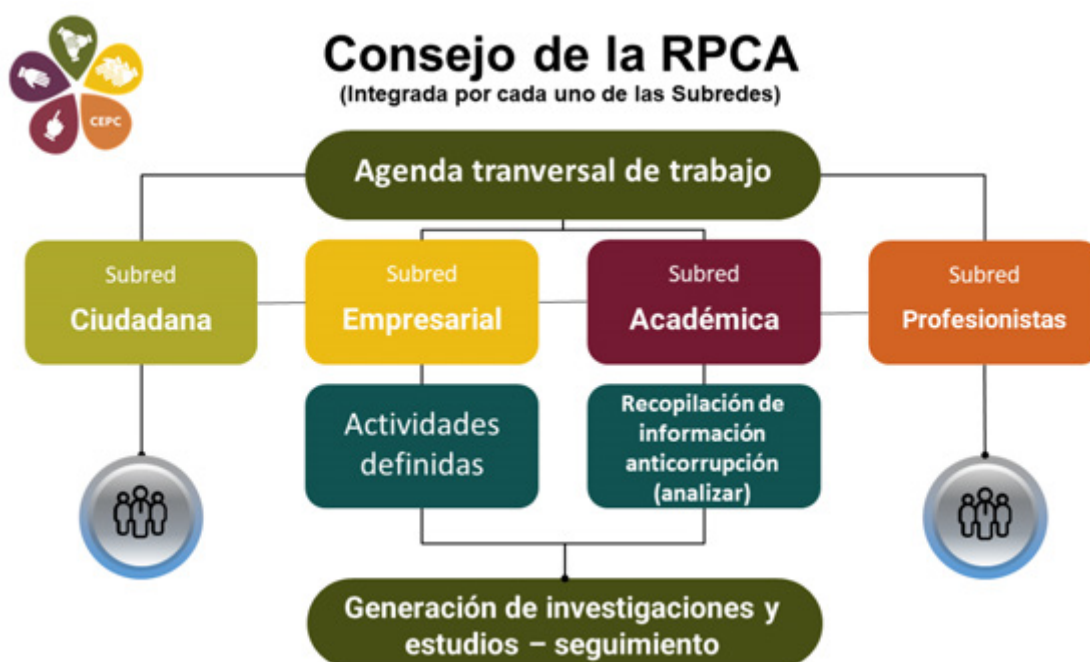 CEPC
Consejo de la RPCA
(Integrada por cada uno de las Subredes)
Agenda tranversal de trabajo
Subred
Ciudadana
Subred
Empresarial
Subred
Académica
Subred
Profesionistas
Actividades
definidas
Recopilación de
información
anticorrupción
(analizar)
Generación de investigaciones y
estudios – seguimiento